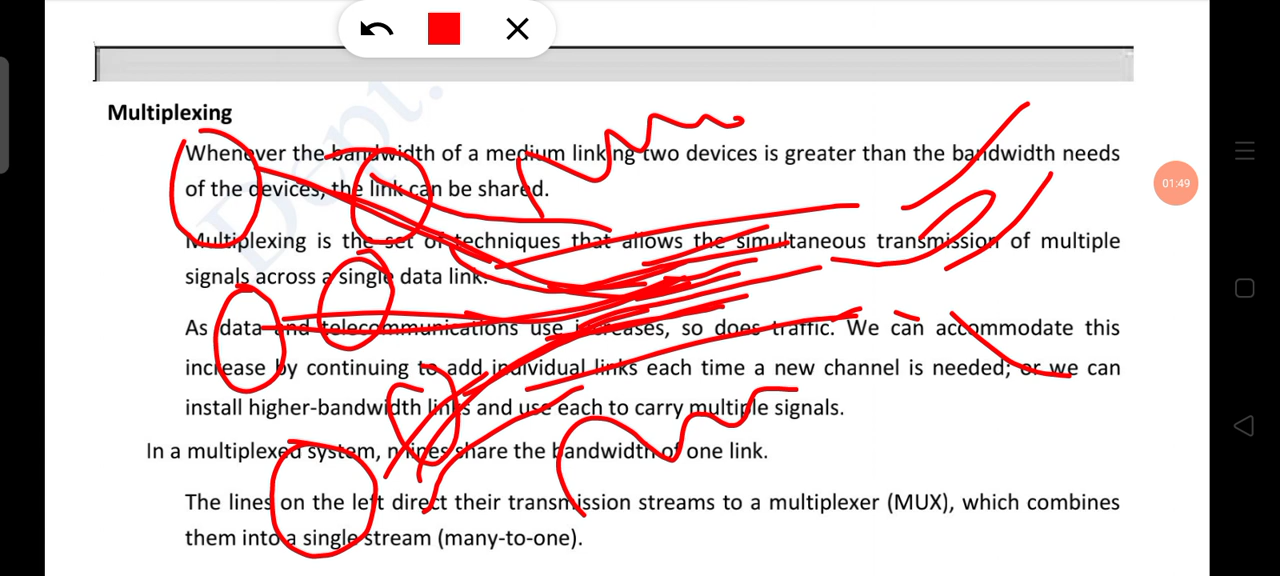 Multiplexing
Whenever the bandwidth of a medium linking two devices is greater than the bandwidth needs
of the devices, the link can be shared.
Multiplexing is the set of techniques that allows the simultaneous transmission of multiple
signals across a single data link.
As data and telecommunications use increases, so does traffic. We can accommodate this
increase by continuing to add individual links each time a new channel is needed; or we can
install higher-bandwidth links and use each to carry multiple signals.
In a multiplexed system, n lines share the bandwidth of one link.
The lines on the left direct their transmission streams to a multiplexer (MUX), which combines
them into a single stream (many-to-one).
Dept.
01:49